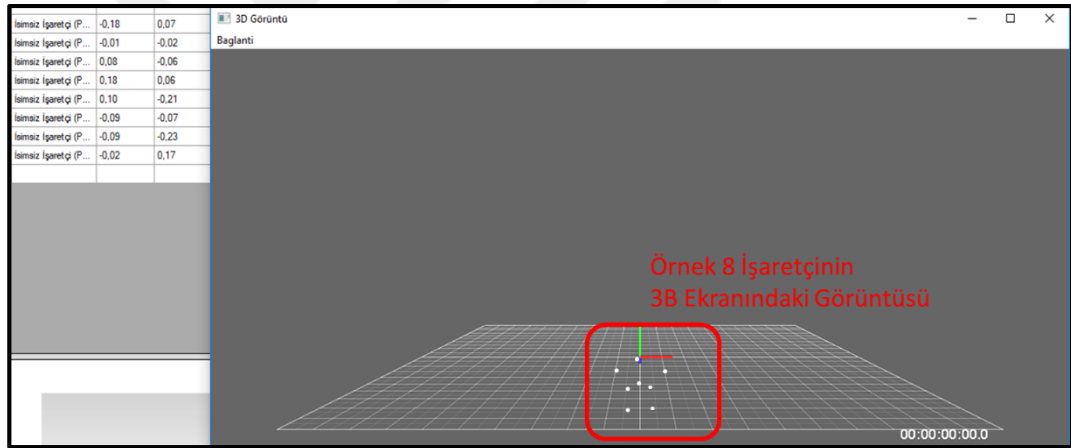 İsimsiz İşaretçi (P... -0,18 0,07
İsimsiz İşaretçi (P... -0,01 -0,02
İsimsiz İşaretçi (P... 0,08 -0,06
İsimsiz İşaretçi (P... 0,18 0,06
İsimsiz İşaretçi (P... 0,10 -0,21
İsimsiz İşaretçi (P... -0,09 -0,07
İsimsiz İşaretçi (P... -0,09 -0,23
İsimsiz İşaretçi (P... -0,02 0,17
3D Görüntü
Baglanti
Örnek 8 İşaretçinin
3B Ekranındaki Görüntüsü
00:00:00:00.0